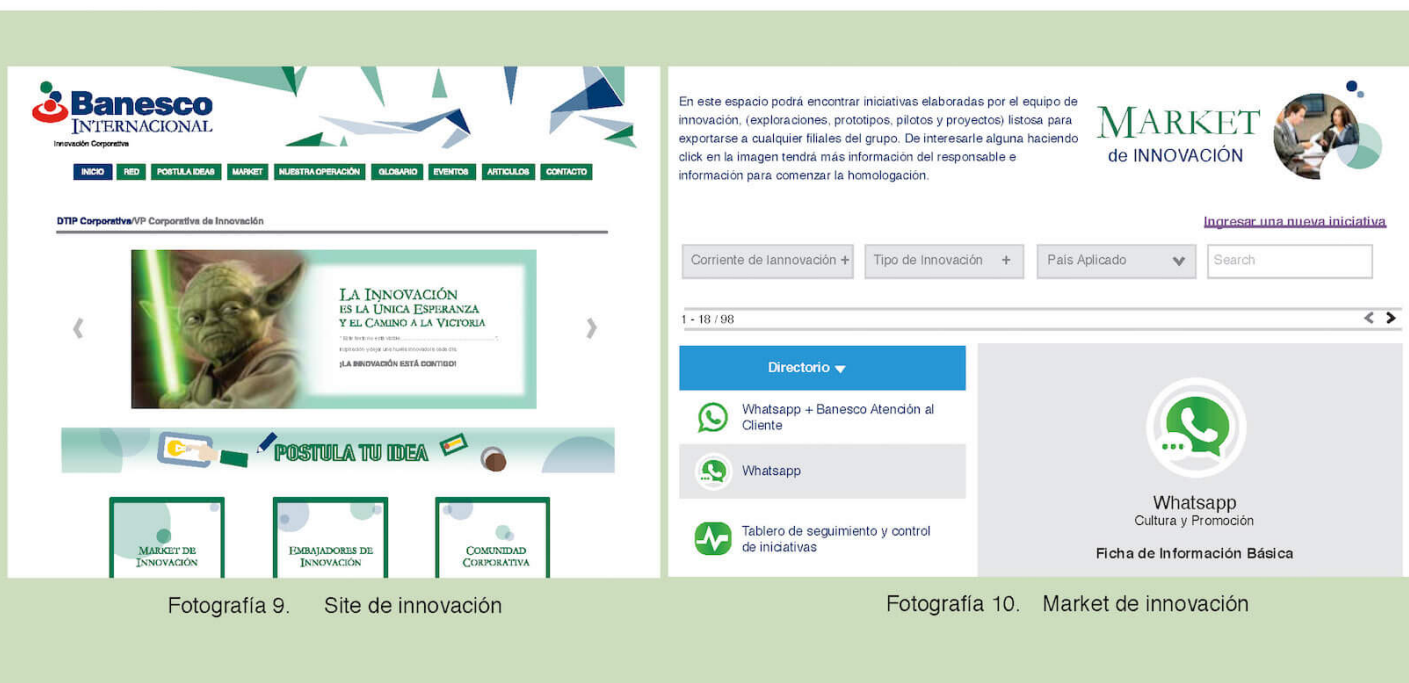 Banesco
INTERNACIONAL
Innovación Corporativa
INICIO RED POSTULA IDEAS MARKET NUESTRA OPERACIÓN GLOSARIO EVENTOS ARTICULOS CONTACTO
DTIP Corporativa/VP Corporativa de Innovación
LA INNOVACIÓN
ES LA UNICA ESPERANZA
Y EL CAMINO A LA VICTORIA
¡LA INNOVACIÓN ESTÁ CONTIGO!
POSTULA TU IDEA
MARKET DE
INNOVACIÓN
EMBAJADORES DE
INNOVACIÓN
COMUNIDAD
CORPORATIVA
Fotografía 9. Site de innovación
En este espacio podrá encontrar iniciativas elaboradas por el equipo de
innovación, (exploraciones, prototipos, pilotos y proyectos) listosa para
exportarse a cualquier filiales del grupo. De interesarle alguna haciendo
click en la imagen tendrá más información del responsable e
información para comenzar la homologación.
MARKET
de INNOVACIÓN
Ingresar una nueva iniciativa
Corriente de Iannovación +
Tipo de Innovación +
País Aplicado
Search
1 - 18 / 98
Directorio
Whatsapp + Banesco Atención al
Cliente
Whatsapp
Tablero de seguimiento y control
de iniciativas
Whatsapp
Cultura y Promoción
Ficha de Información Básica
Fotografía 10. Market de innovación